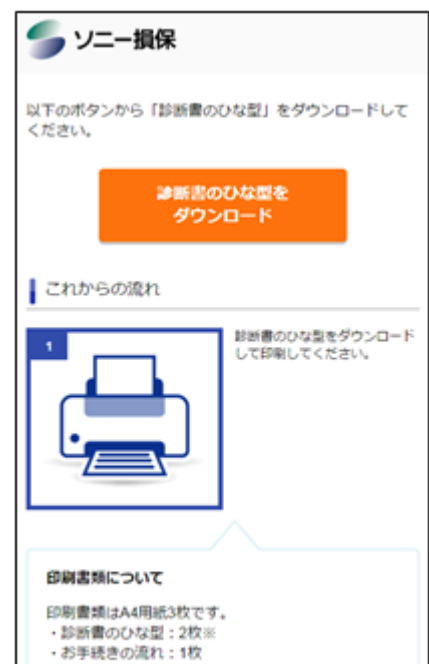 ソニー損保
以下のボタンから「診断書のひな型」をダウンロードして
ください。
診断書のひな型を
ダウンロード
これからの流れ
1
診断書のひな型をダウンロード
して印刷してください。
印刷書類について
印刷書類はA4用紙3枚です。
・診断書のひな型：2枚※
・お手続きの流れ：1枚